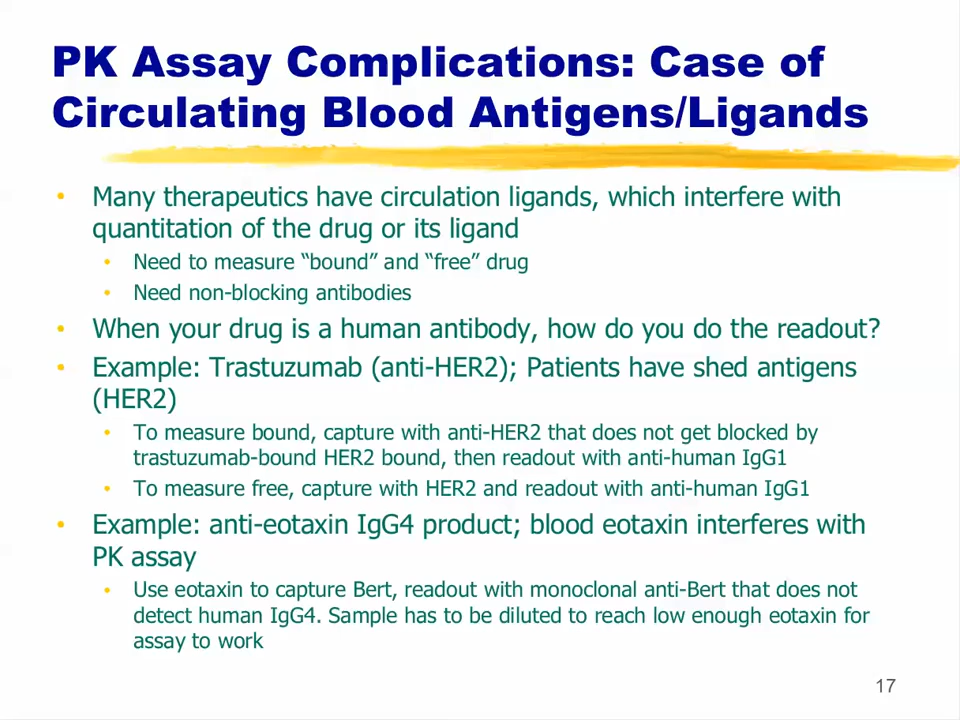 PK Assay Complications: Case of
Circulating Blood Antigens/Ligands
• Many therapeutics have circulation ligands, which interfere with
quantitation of the drug or its ligand
• Need to measure “bound” and “free” drug
• Need non-blocking antibodies
• When your drug is a human antibody, how do you do the readout?
• Example: Trastuzumab (anti-HER2); Patients have shed antigens
(HER2)
• To measure bound, capture with anti-HER2 that does not get blocked by
trastuzumab-bound HER2 bound, then readout with anti-human IgG1
• To measure free, capture with HER2 and readout with anti-human IgG1
• Example: anti-eotaxin IgG4 product; blood eotaxin interferes with
PK assay
• Use eotaxin to capture Bert, readout with monoclonal anti-Bert that does not
detect human IgG4. Sample has to be diluted to reach low enough eotaxin for
assay to work
17